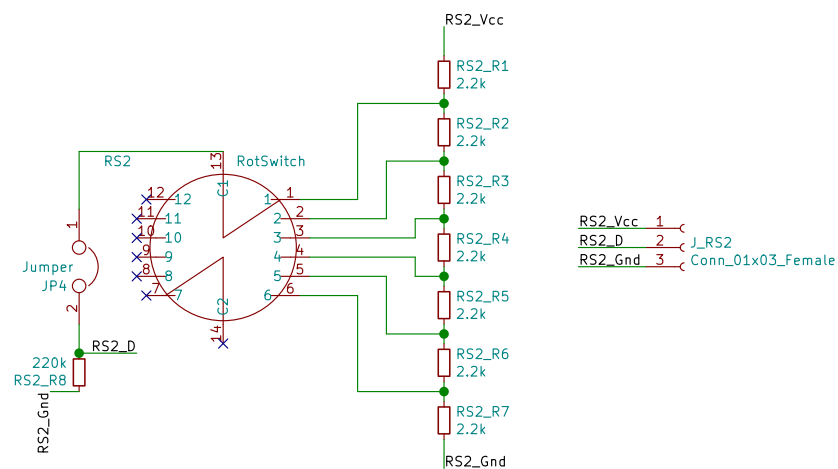 RS2_Vcc
RS2_R1
2.2k
RS2_R2
2.2k
RS2
13
RotSwitch
C1
RS2_R3
2.2k
12
12
1
1
11
11
2
2
10
10
3
3
9
9
4
4
8
8
5
5
7
7
6
6
C2
14
1
Jumper
JP4
2
RS2_R4
2.2k
RS2_R5
2.2k
RS2_R6
2.2k
RS2_R7
2.2k
RS2_D
220k
RS2_R8
RS2_Gnd
RS2_Gnd
RS2_Vcc
1
RS2_D
2
J_RS2
RS2_Gnd
3
Conn_01x03_Female